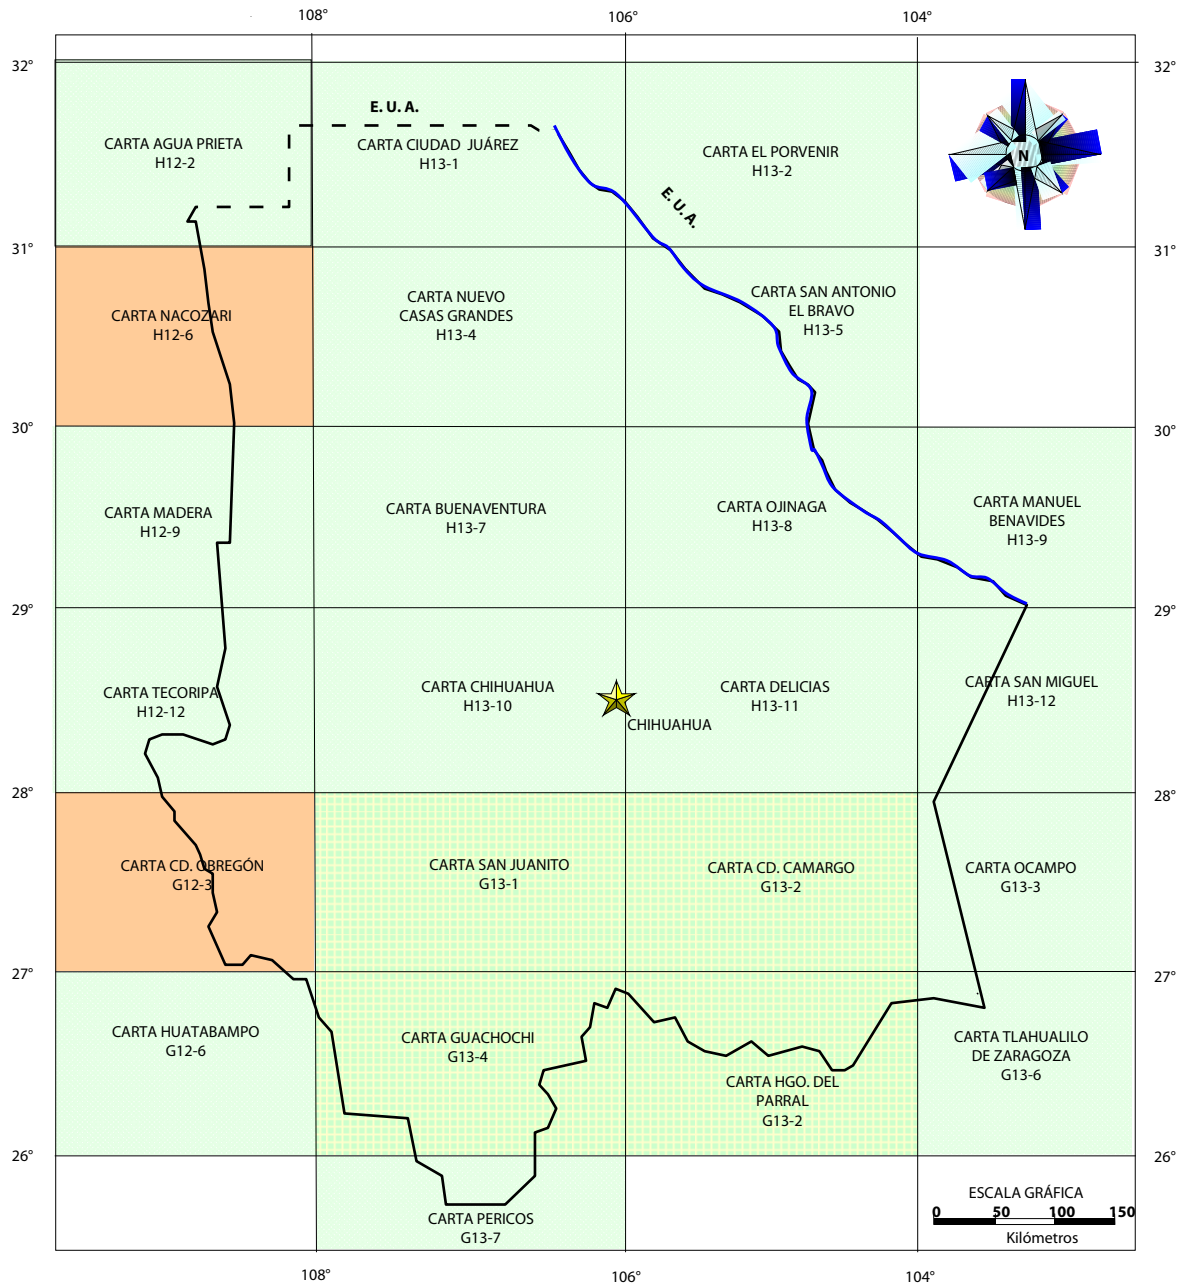 108°
106°
104°
32°
32°
E. U. A.
CARTA AGUA PRIETA
H12-2
CARTA CIUDAD JUÁREZ
H13-1
CARTA EL PORVENIR
H13-2
N
E. U. A.
31°
31°
CARTA NACOZARI
H12-6
CARTA NUEVO
CASAS GRANDES
H13-4
CARTA SAN ANTONIO
EL BRAVO
H13-5
30°
30°
CARTA MADERA
H12-9
CARTA BUENAVENTURA
H13-7
CARTA OJINAGA
H13-8
CARTA MANUEL
BENAVIDES
H13-9
29°
29°
CARTA TECORIPA
H12-12
CARTA CHIHUAHUA
H13-10
CHIHUAHUA
CARTA DELICIAS
H13-11
CARTA SAN MIGUEL
H13-12
28°
28°
CARTA CD. OBREGÓN
G12-3
CARTA SAN JUANITO
G13-1
CARTA CD. CAMARGO
G13-2
CARTA OCAMPO
G13-3
27°
27°
CARTA HUATABAMPO
G12-6
CARTA GUACHOCHI
G13-4
CARTA HGO. DEL
PARRAL
G13-2
CARTA TLAHUALILO
DE ZARAGOZA
G13-6
26°
26°
CARTA PERICOS
G13-7
ESCALA GRÁFICA
0 50 100 150
Kilómetros
108°
106°
104°